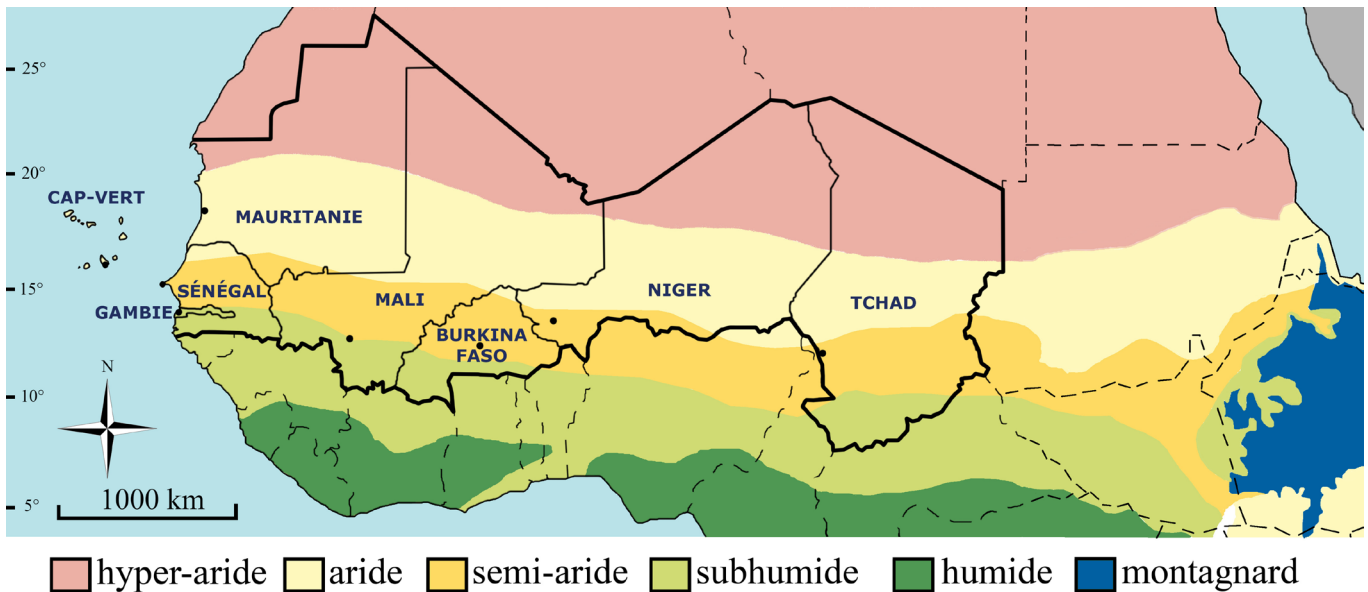 25°
20°
CAP-VERT
MAURITANIE
15°
SÉNÉGAL
MALI
NIGER
TCHAD
GAMBIE
BURKINA
FASO
N
10°
1000 km
5°
hyper-aride
aride
semi-aride
subhumide
humide
montagnard